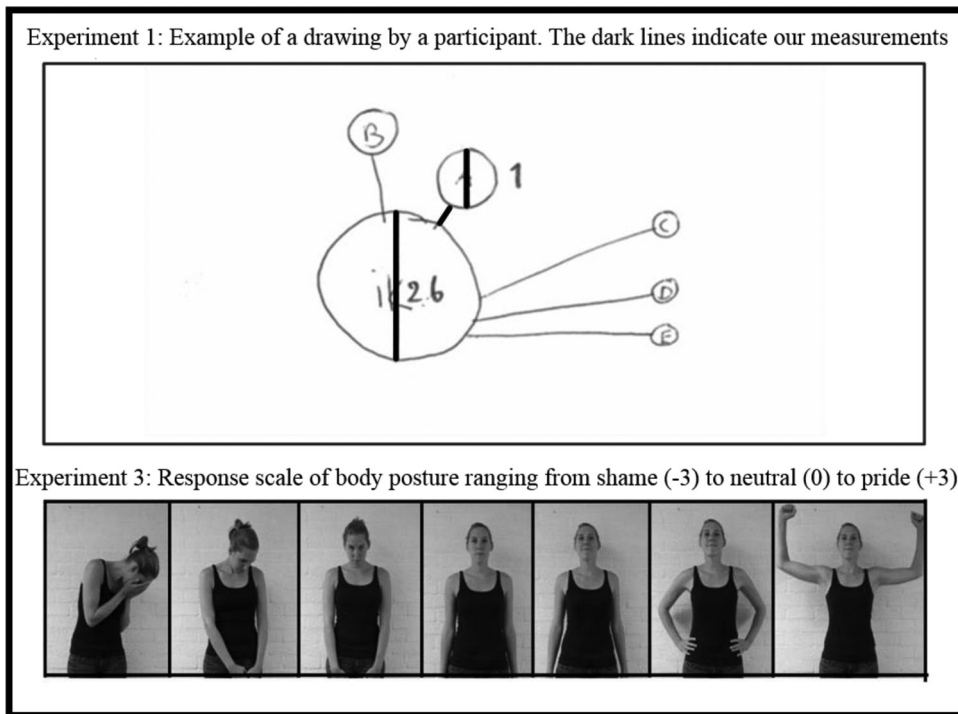 Experiment 1: Example of a drawing by a participant. The dark lines indicate our measurements
B
1
ik 2.6
C
D
E
Experiment 3: Response scale of body posture ranging from shame (-3) to neutral (0) to pride (+3)